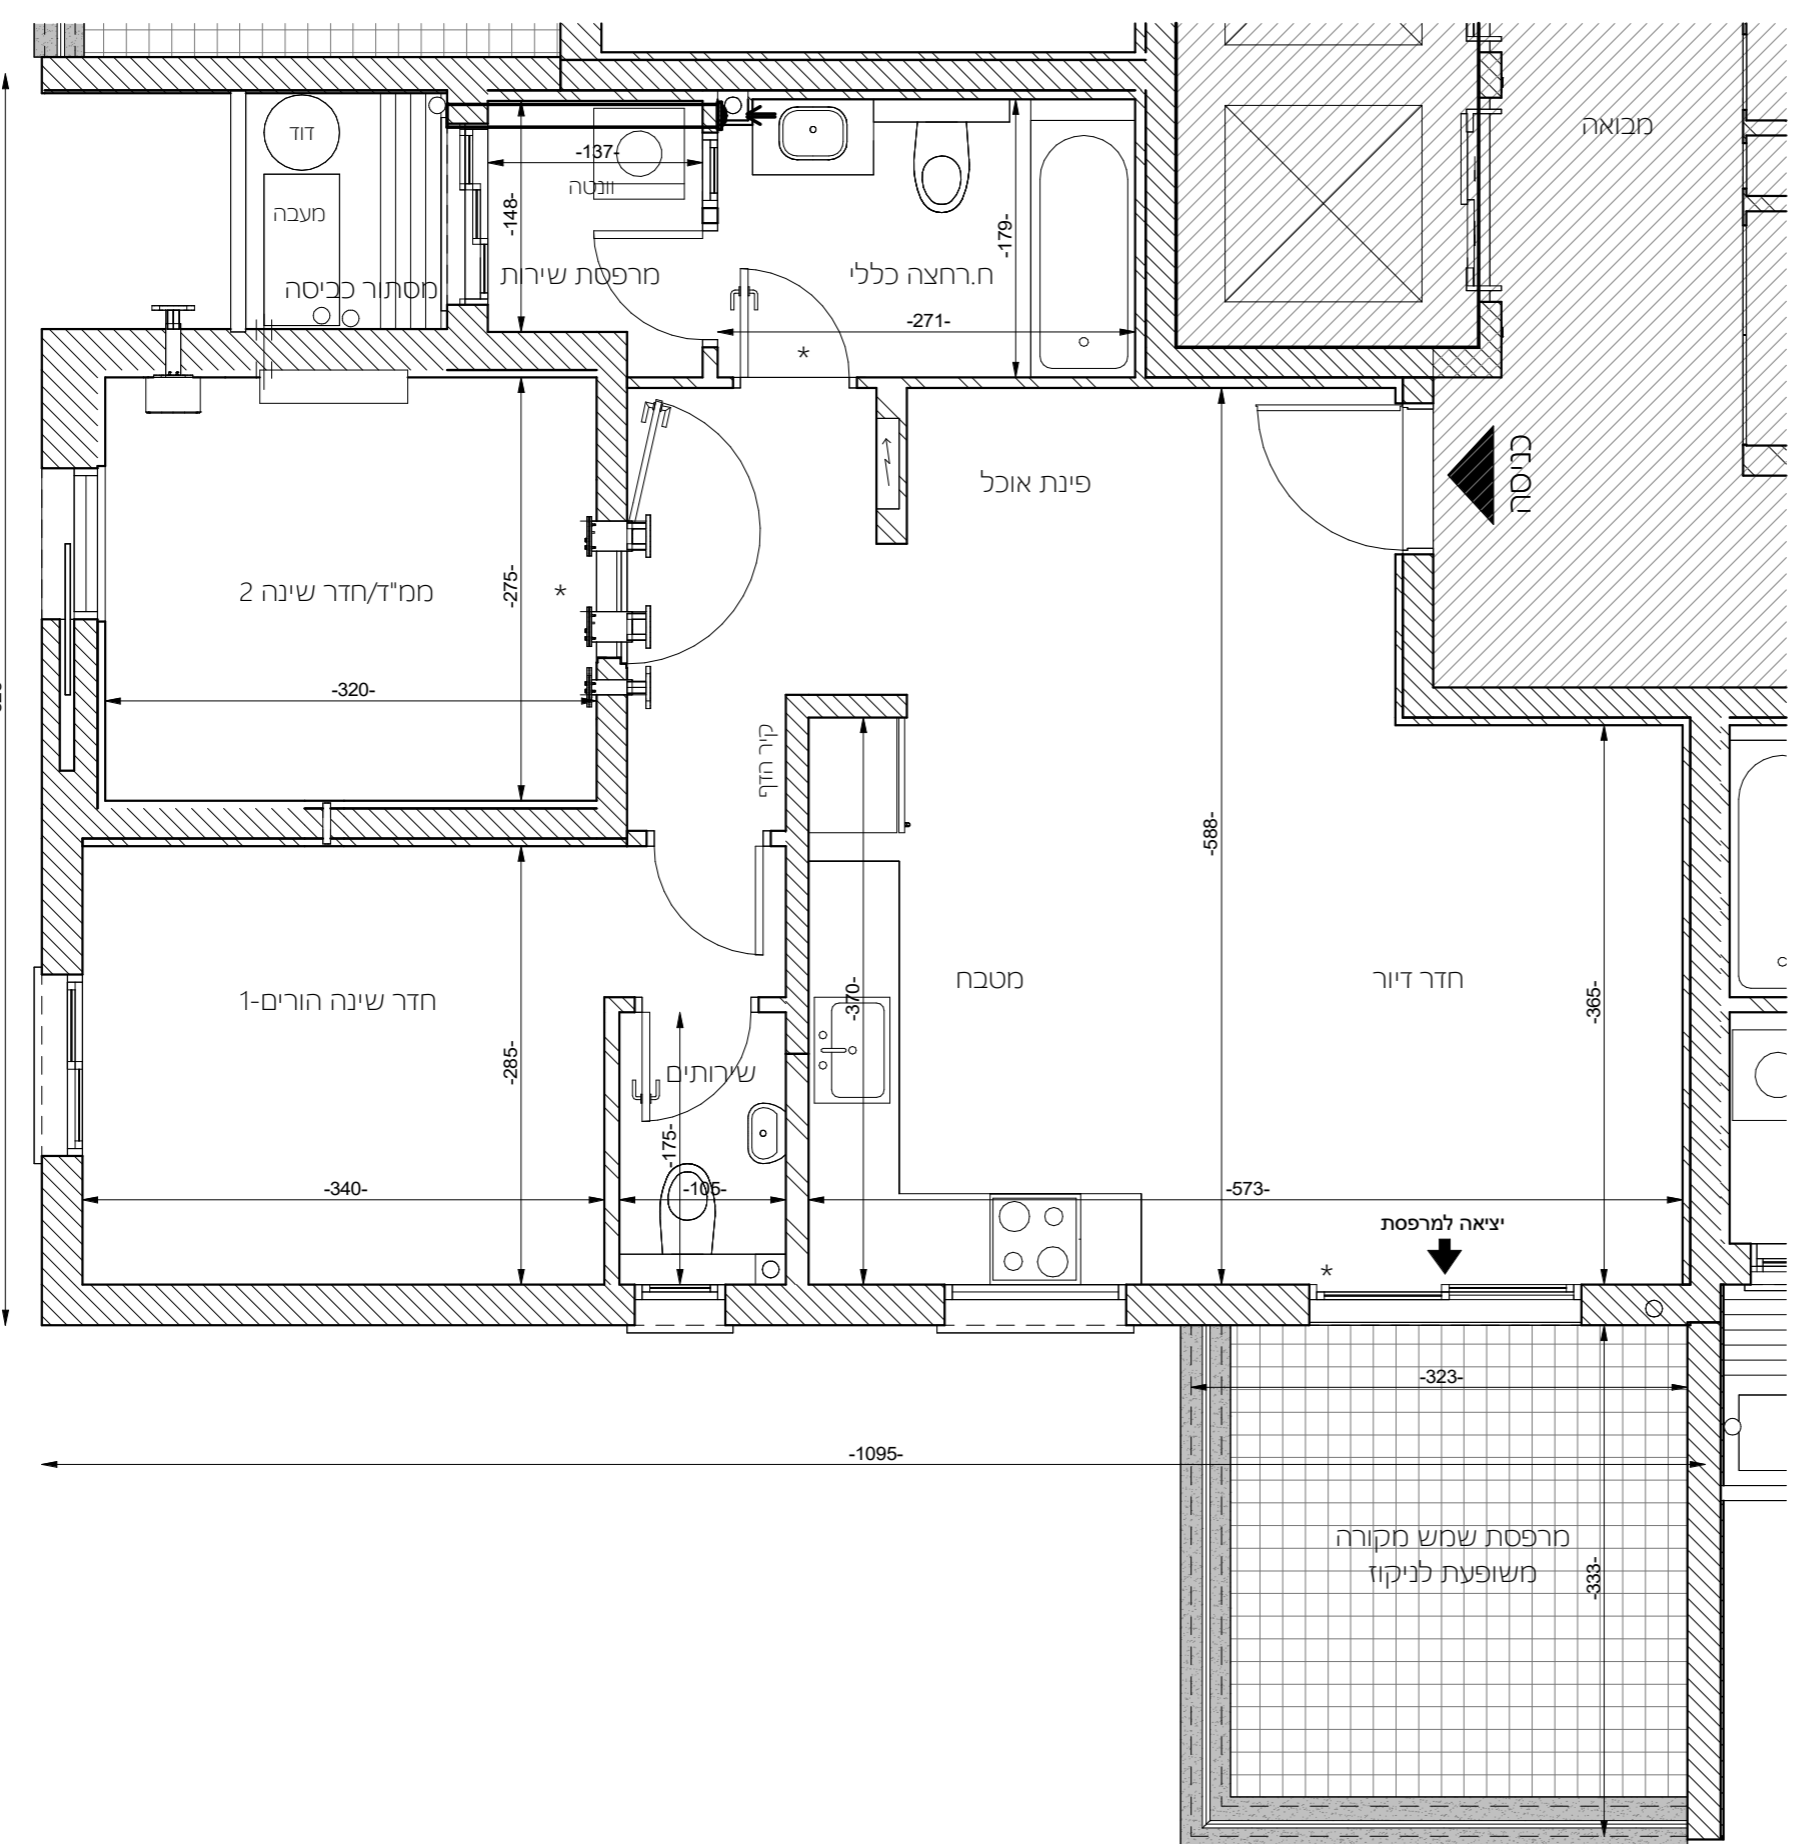 מבואה
דוד
-137-
וונטה
מעבה
-148-
-179-
מסתור כביסה
מרפסת שירות
ח.רחצה כללי
-271-
*
כניסה
פינת אוכל
ממ"ד/חדר שינה 2
-275-
*
-320-
קיר הדף
-588-
חדר שינה הורים-1
-285-
-370-
מטבח
חדר דיור
-365-
שירותים
-175-
-340-
-105-
-573-
יציאה למרפסת
*
-323-
-1095-
מרפסת שמש מקורה
משופעת לניקוז
-333-